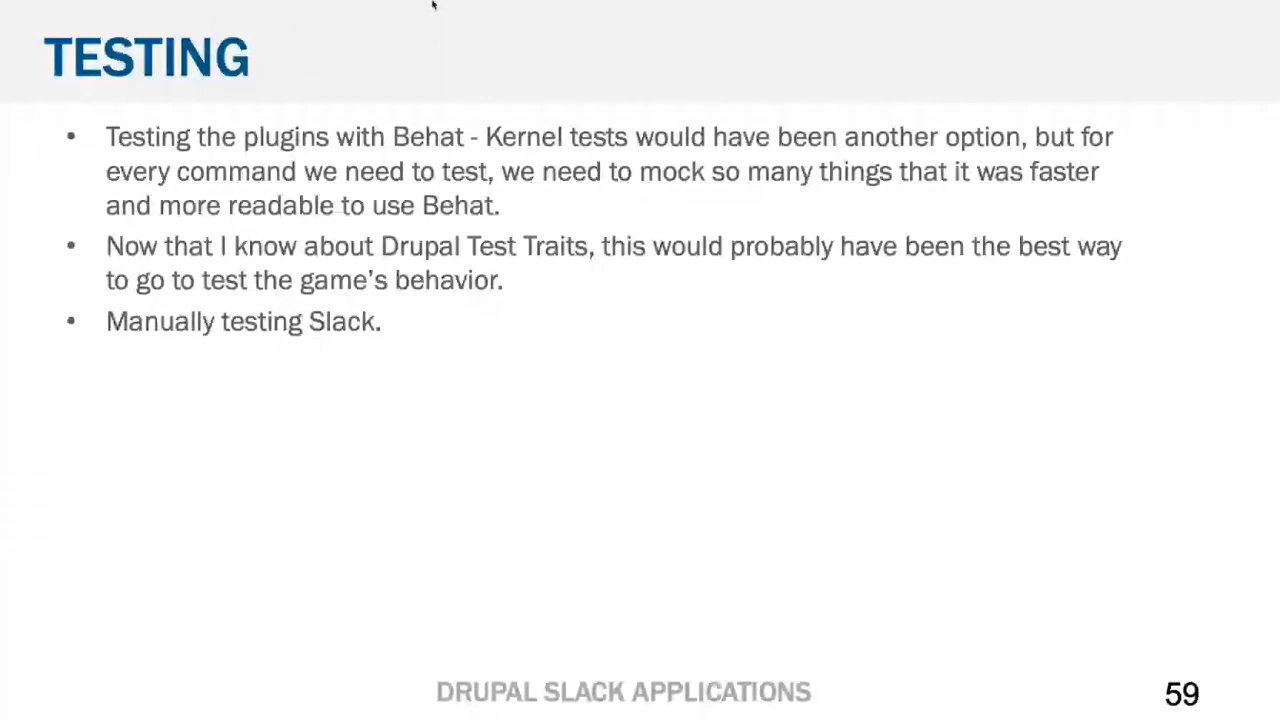 TESTING
• Testing the plugins with Behat - Kernel tests would have been another option, but for
every command we need to test, we need to mock so many things that it was faster
and more readable to use Behat.
• Now that I know about Drupal Test Traits, this would probably have been the best way
to go to test the game's behavior.
• Manually testing Slack.
DRUPAL SLACK APPLICATIONS
59